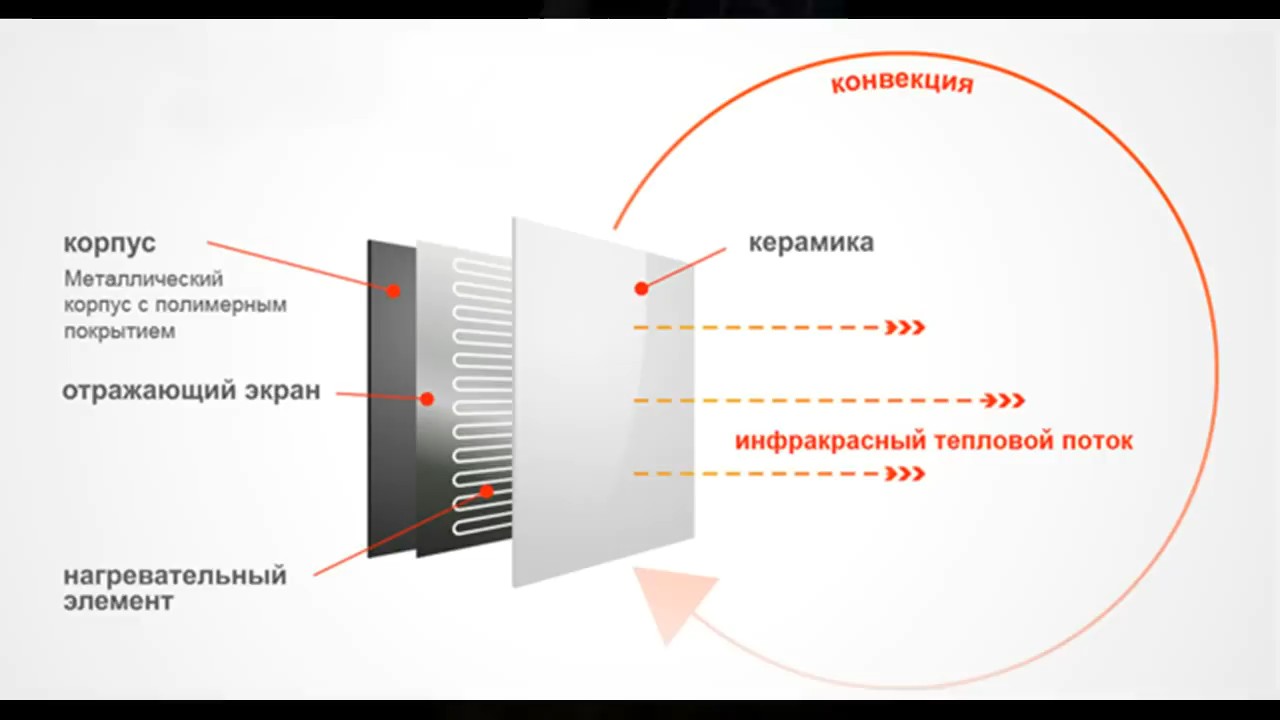 конвекция
корпус
Металлический
корпус с полимерным
покрытием
керамика
отражающий экран
инфракрасный тепловой поток
нагревательный
элемент